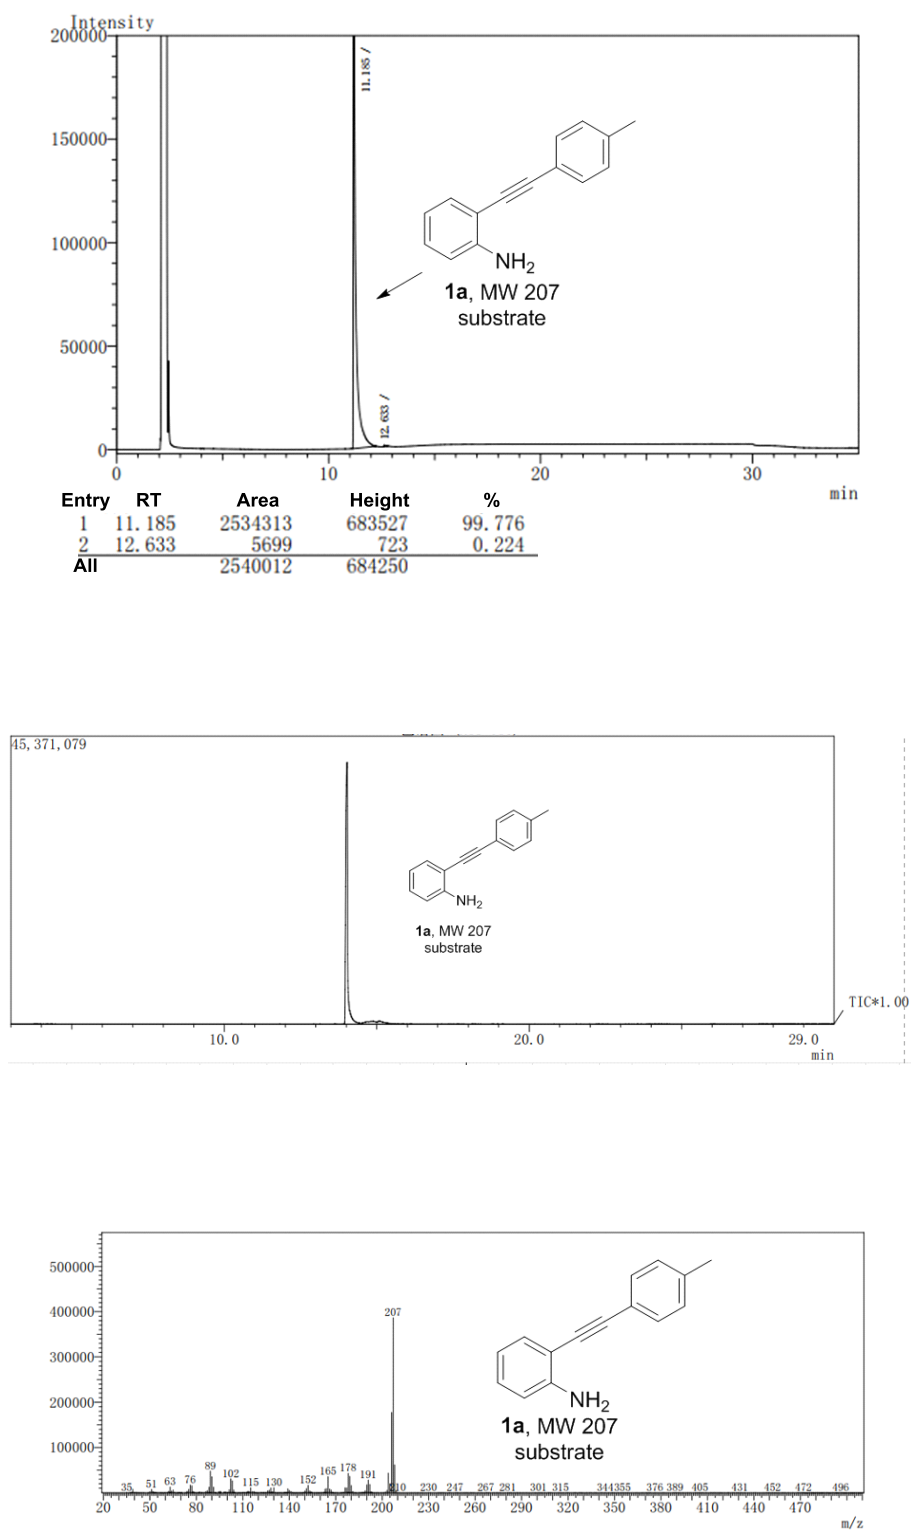 Intensity
200000
150000
100000
50000
0
11.185 /
12.633 /
NH2
1a, MW 207
substrate
0 10 20 30
min
Entry RT Area Height %
1 11.185 2534313 683527 99.776
2 12.633 5699 723 0.224
All 2540012 684250
45,371,079
NH2
1a, MW 207
substrate
TIC*1.00
10.0 20.0 29.0
min
500000
400000
300000
200000
100000
207
NH2
1a, MW 207
substrate
35 51 63 76 89 102 115 130 152 165 178 191 210 230 247 267 281 301 315 344 355 376 389 405 431 452 472 496
20 50 80 110 140 170 200 230 260 290 320 350 380 410 440 470
m/z